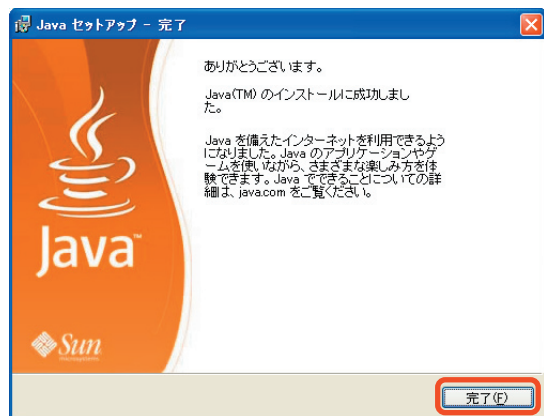 Java セットアップ - 完了
ありがとうございます。
Java(TM) のインストールに成功しまし
た。
Java を備えたインターネットを利用できるよう
になりました。Java のアプリケーションやゲ
ームを使いながら、さまざまな楽しみ方を体
験できます。Java でできることについての詳
細は、java.com をご覧ください。
Java™
Sun
microsystems
完了(F)